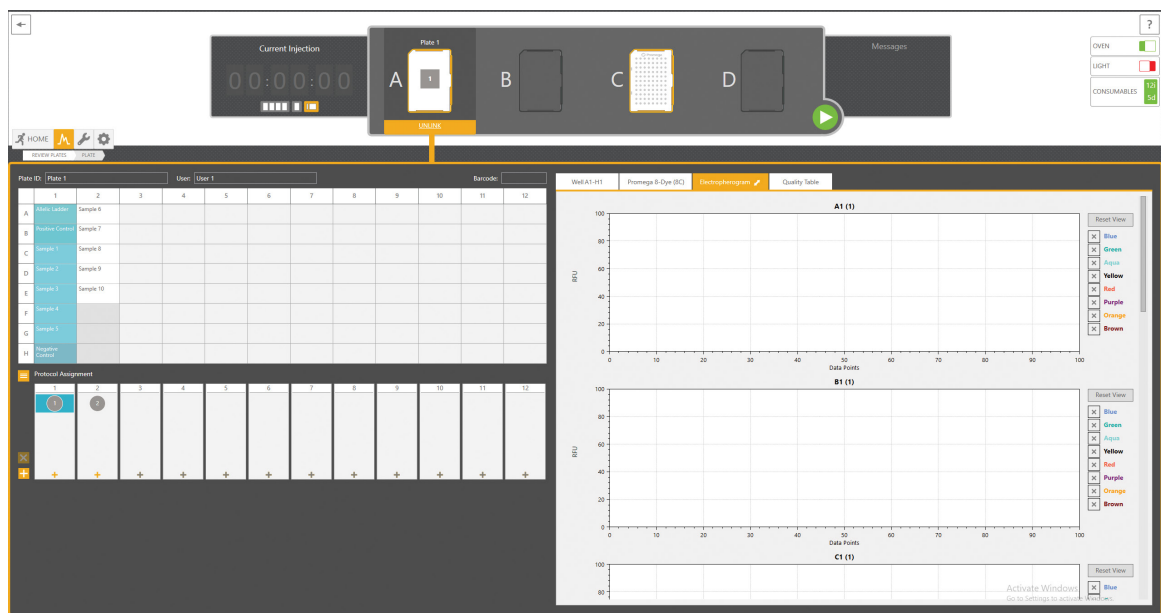 ?
Plate 1
Current Injection
Messages
OVEN
LIGHT
CONSUMABLES
12i
5d
00:00:00
A
1
B
C
D
UNLINK
HOME
REVIEW PLATES
PLATE
Plate ID: Plate 1 User: User 1 Barcode:
1 2 3 4 5 6 7 8 9 10 11 12
A Allelic Ladder Sample 6
B Positive Control Sample 7
C Sample 1 Sample 8
D Sample 2 Sample 9
E Sample 3 Sample 10
F Sample 4
G Sample 5
H Negative Control
Protocol Assignment
1 2 3 4 5 6 7 8 9 10 11 12
1 2
+ + + + + + + + + + + +
Well A1-H1 Promega 8-Dye (8C) Electropherogram Quality Table
A1 (1)
Reset View
Blue
Green
Aqua
Yellow
Red
Purple
Orange
Brown
RFU
100
80
60
40
20
0
0 10 20 30 40 50 60 70 80 90 100
Data Points
B1 (1)
Reset View
Blue
Green
Aqua
Yellow
Red
Purple
Orange
Brown
RFU
100
80
60
40
20
0
0 10 20 30 40 50 60 70 80 90 100
Data Points
C1 (1)
Reset View
Blue
100
80
Activate Windows
Go to Settings to activate Windows.